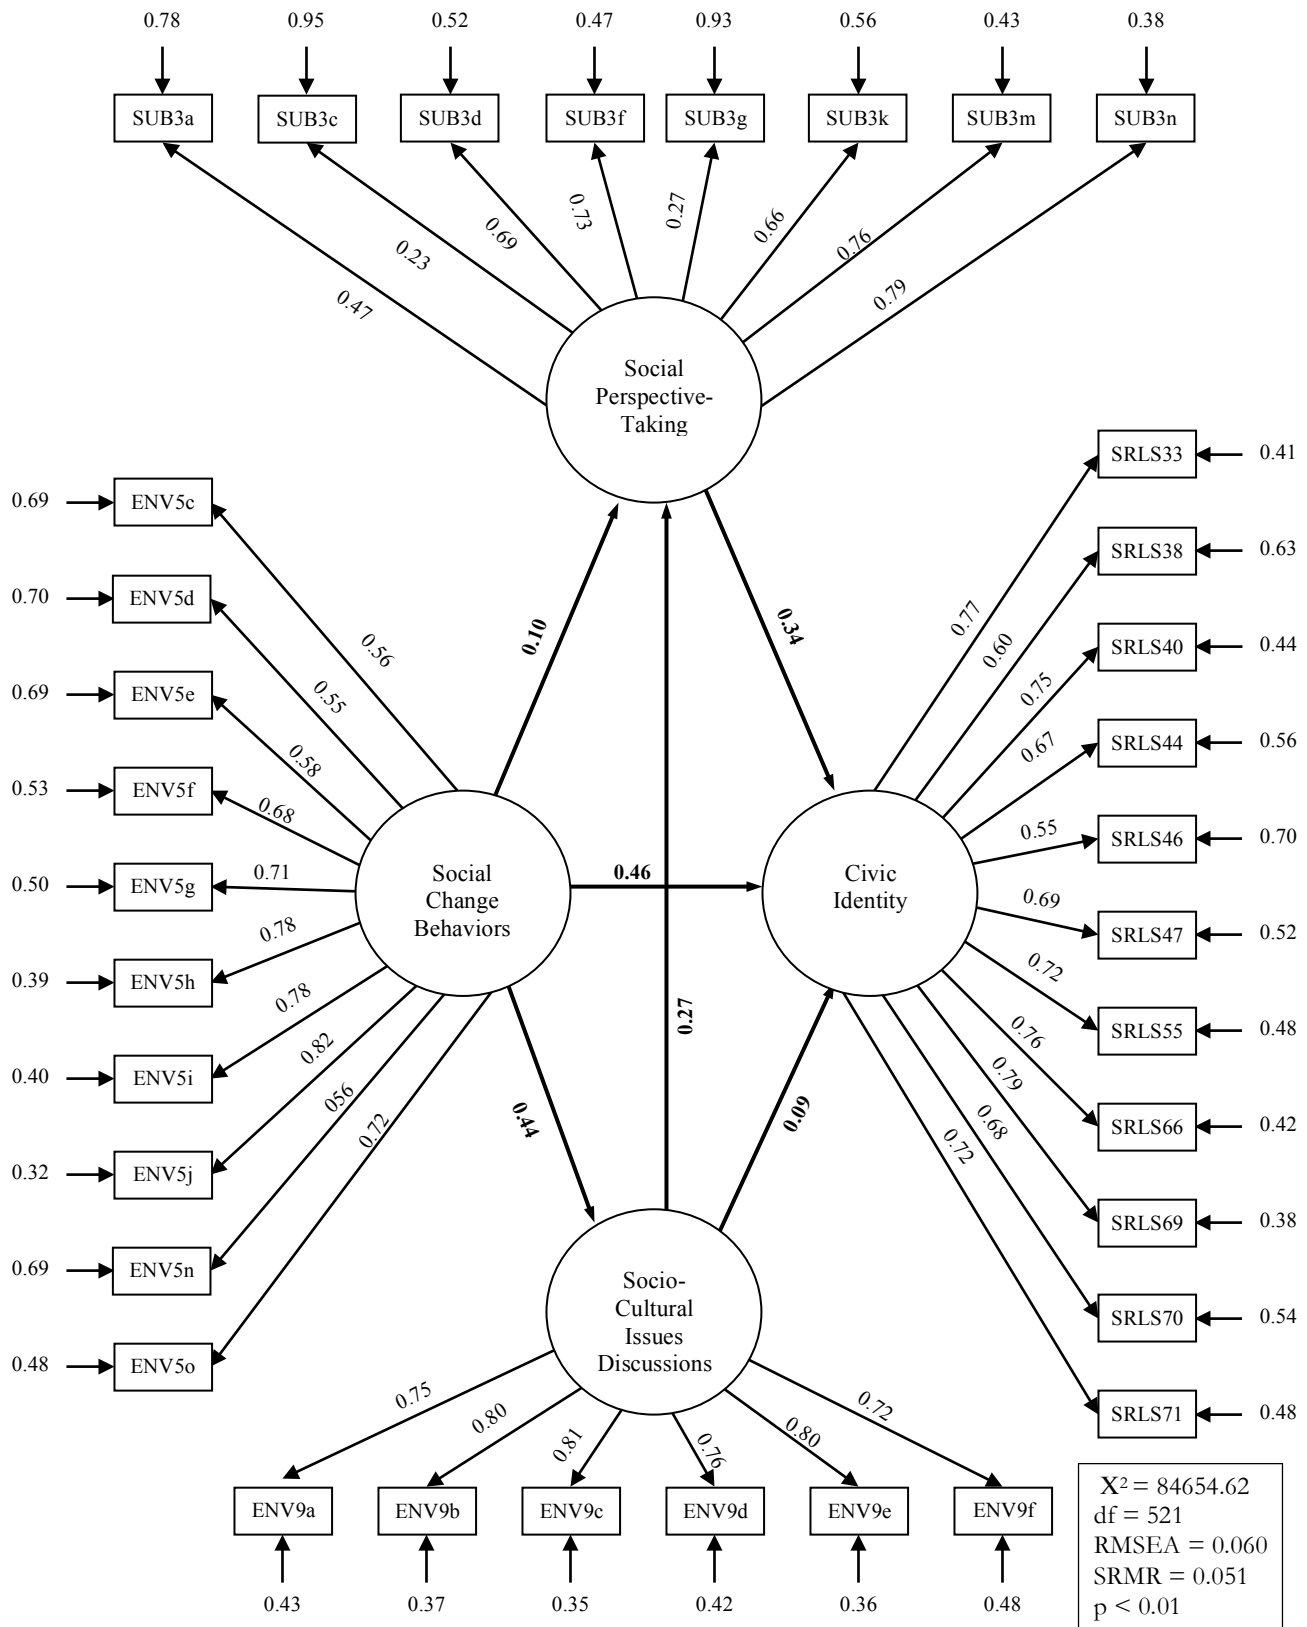 0.78 0.95 0.52 0.47 0.93 0.56 0.43 0.38
SUB3a SUB3c SUB3d SUB3f SUB3g SUB3k SUB3m SUB3n
0.47
0.23
0.69
0.73
0.27
0.66
0.76
0.79
Social
Perspective-
Taking
0.69 ENV5c
0.70 ENV5d
0.69 ENV5e
0.53 ENV5f
0.50 ENV5g
0.39 ENV5h
0.40 ENV5i
0.32 ENV5j
0.69 ENV5n
0.48 ENV5o
0.56
0.55
0.58
0.68
0.71
0.78
0.78
0.82
056
0.72
Social
Change
Behaviors
0.10
0.34
0.46
0.27
0.44
0.09
Civic
Identity
0.77
0.60
0.75
0.67
0.55
0.69
0.72
0.76
0.79
0.68
0.72
SRLS33 0.41
SRLS38 0.63
SRLS40 0.44
SRLS44 0.56
SRLS46 0.70
SRLS47 0.52
SRLS55 0.48
SRLS66 0.42
SRLS69 0.38
SRLS70 0.54
SRLS71 0.48
Socio-
Cultural
Issues
Discussions
0.75
0.80
0.81
0.76
0.80
0.72
ENV9a ENV9b ENV9c ENV9d ENV9e ENV9f
0.43 0.37 0.35 0.42 0.36 0.48
X² = 84654.62
df = 521
RMSEA = 0.060
SRMR = 0.051
p < 0.01